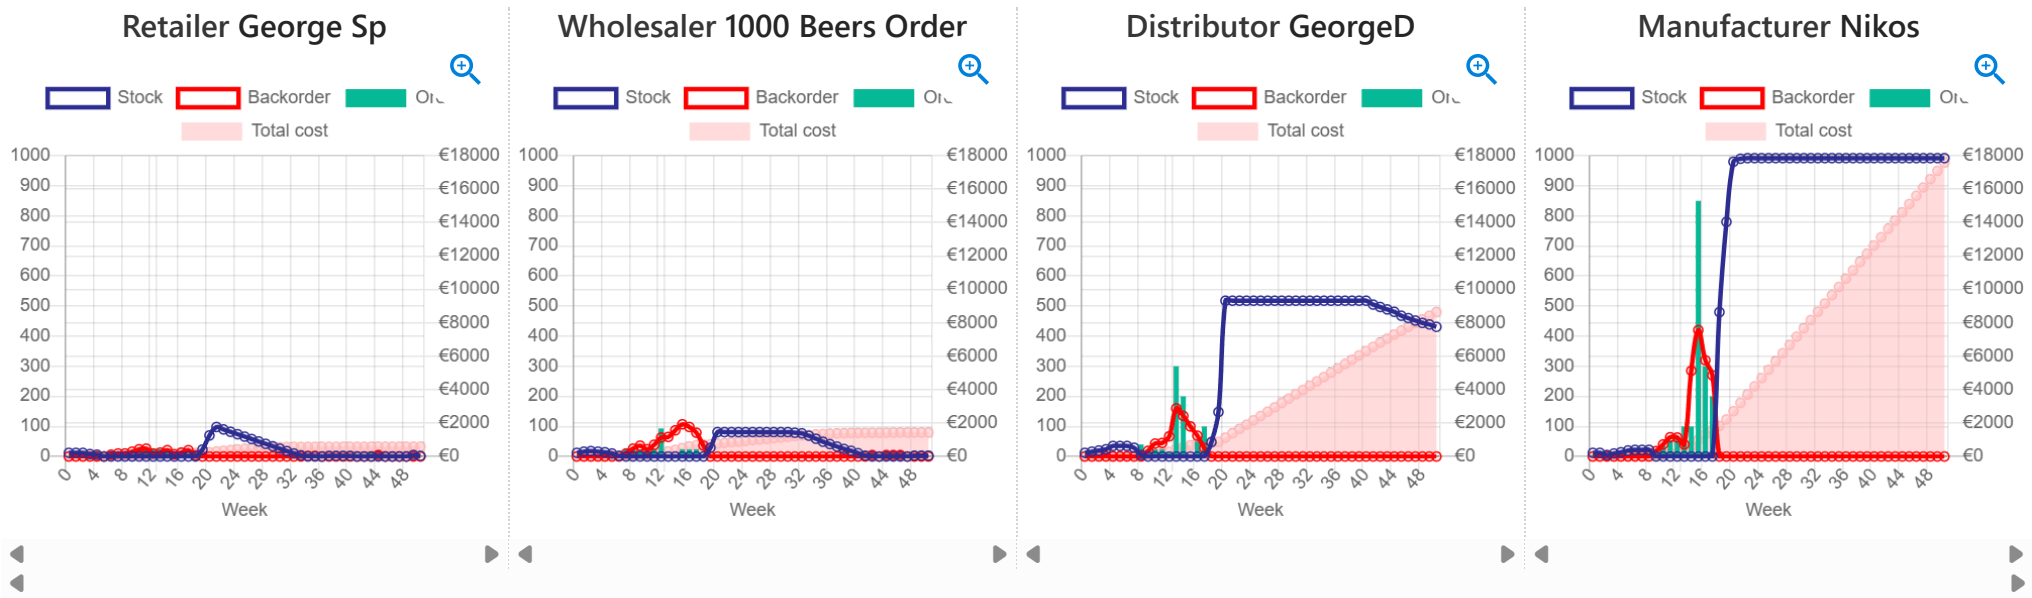 Retailer George Sp
Stock Backorder
Total cost
1000 €18000
900 €16000
800 €14000
700 €12000
600 €10000
500 €8000
400 €6000
300 €4000
200 €2000
100 €0
0
0 4 8 12 16 20 24 28 32 36 40 44 48
Week
Wholesaler 1000 Beers Order
Stock Backorder
Total cost
1000 €18000
900 €16000
800 €14000
700 €12000
600 €10000
500 €8000
400 €6000
300 €4000
200 €2000
100 €0
0
0 4 8 12 16 20 24 28 32 36 40 44 48
Week
Distributor GeorgeD
Stock Backorder
Total cost
1000 €18000
900 €16000
800 €14000
700 €12000
600 €10000
500 €8000
400 €6000
300 €4000
200 €2000
100 €0
0
0 4 8 12 16 20 24 28 32 36 40 44 48
Week
Manufacturer Nikos
Stock Backorder
Total cost
1000 €18000
900 €16000
800 €14000
700 €12000
600 €10000
500 €8000
400 €6000
300 €4000
200 €2000
100 €0
0
0 4 8 12 16 20 24 28 32 36 40 44 48
Week